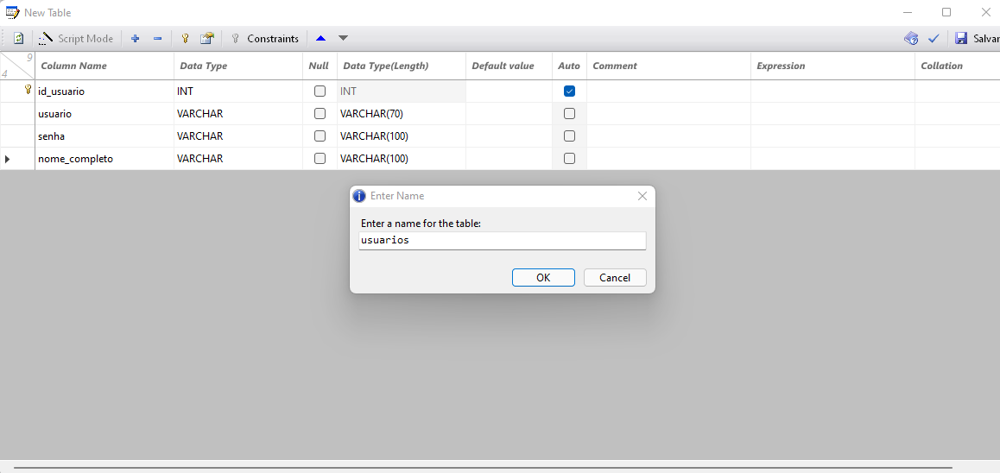 New Table
Script Mode Constraints Salvar
9
4 Column Name Data Type Null Data Type(Length) Default value Auto Comment Expression Collation
id_usuario INT INT
usuario VARCHAR VARCHAR(70)
senha VARCHAR VARCHAR(100)
nome_completo VARCHAR VARCHAR(100)
Enter Name
Enter a name for the table:
usuarios
OK Cancel